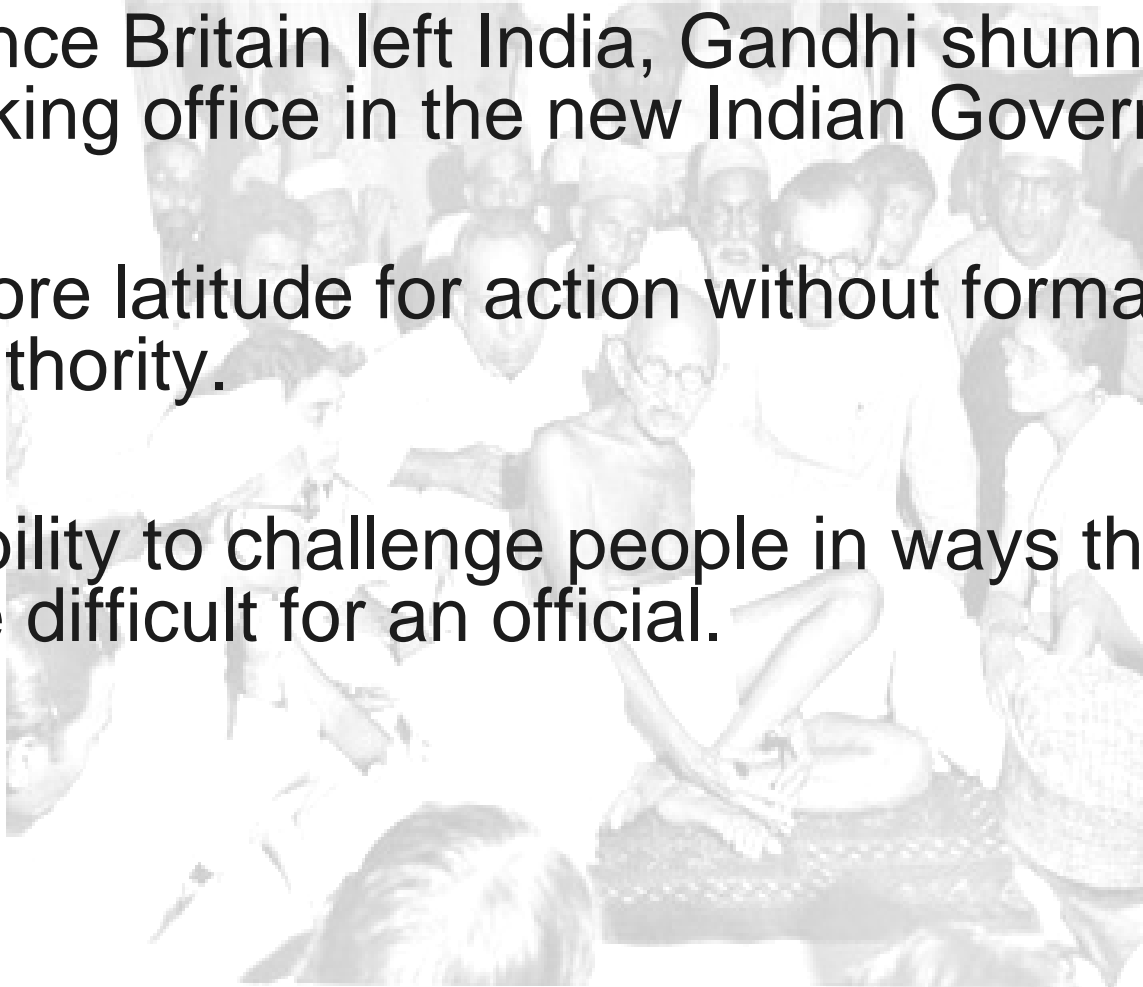 nce Britain left India, Gandhi shunn
king office in the new Indian Govern
ore latitude for action without forma
thority.
bility to challenge people in ways th
e difficult for an official.